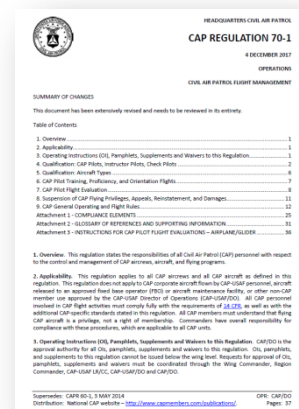 HEADQUARTERS CIVIL AIR PATROL
CAP REGULATION 70-1
4 DECEMBER 2017
OPERATIONS
CIVIL AIR PATROL FLIGHT MANAGEMENT
SUMMARY OF CHANGES
This document has been extensively revised and needs to be reviewed in its entirety.
Table of Contents
1. Overview 1
2. Applicability 1
3. Operating Instructions (OI), Pamphlets, Supplements and Waivers to this Regulation 1
4. Qualification: CAP Pilots, Instructor Pilots, Check Pilots 2
5. Qualification: Aircraft Types 6
6. CAP Pilot Training, Proficiency, and Orientation Flights 7
7. CAP Pilot Flight Evaluation 8
8. Suspension of CAP Flying Privileges, Appeals, Reinstatement, and Damages 11
9. CAP General Operating and Flight Rules 12
Attachment 1 - COMPLIANCE ELEMENTS 25
Attachment 2 - GLOSSARY OF REFERENCES AND SUPPORTING INFORMATION 31
Attachment 3 - INSTRUCTIONS FOR CAP PILOT FLIGHT EVALUATIONS – AIRPLANE/GLIDER 36
1. Overview. This regulation states the responsibilities of all Civil Air Patrol (CAP) personnel with respect
to the control and management of CAP aircrews, aircraft, and flying programs.
2. Applicability. This regulation applies to all CAP aircrews and all CAP aircraft as defined in this
regulation. This regulation does not apply to CAP corporate aircraft flown by CAP-USAF personnel, aircraft
released to an approved fixed base operator (FBO) or aircraft maintenance facility, or other non-CAP
member use approved by the CAP-USAF Director of Operations (CAP-USAF/DO). All CAP personnel
involved in CAP flight activities must comply fully with the requirements of 14 CFR, as well as with the
additional CAP-specific standards stated in this regulation. All CAP members must understand that flying
CAP aircraft is a privilege, not a right of membership. Commanders have overall responsibility for
compliance with these procedures, which are applicable to all CAP units.
3. Operating Instructions (OI), Pamphlets, Supplements and Waivers to this Regulation. CAP/DO is the
approval authority for all OIs, pamphlets, supplements and waivers to this regulation. OIs, pamphlets,
and supplements to this regulation cannot be issued below the wing level. Requests for approval of OIs,
pamphlets, supplements and waivers must be coordinated through the Wing Commander, Region
Commander, CAP-USAF LR/CC, CAP-USAF/DO and CAP/DO.
Supersedes: CAPR 60-1, 3 MAY 2014 OPR: CAP/DO
Distribution: National CAP website – http://www.capmembers.com/publications/. Pages: 37